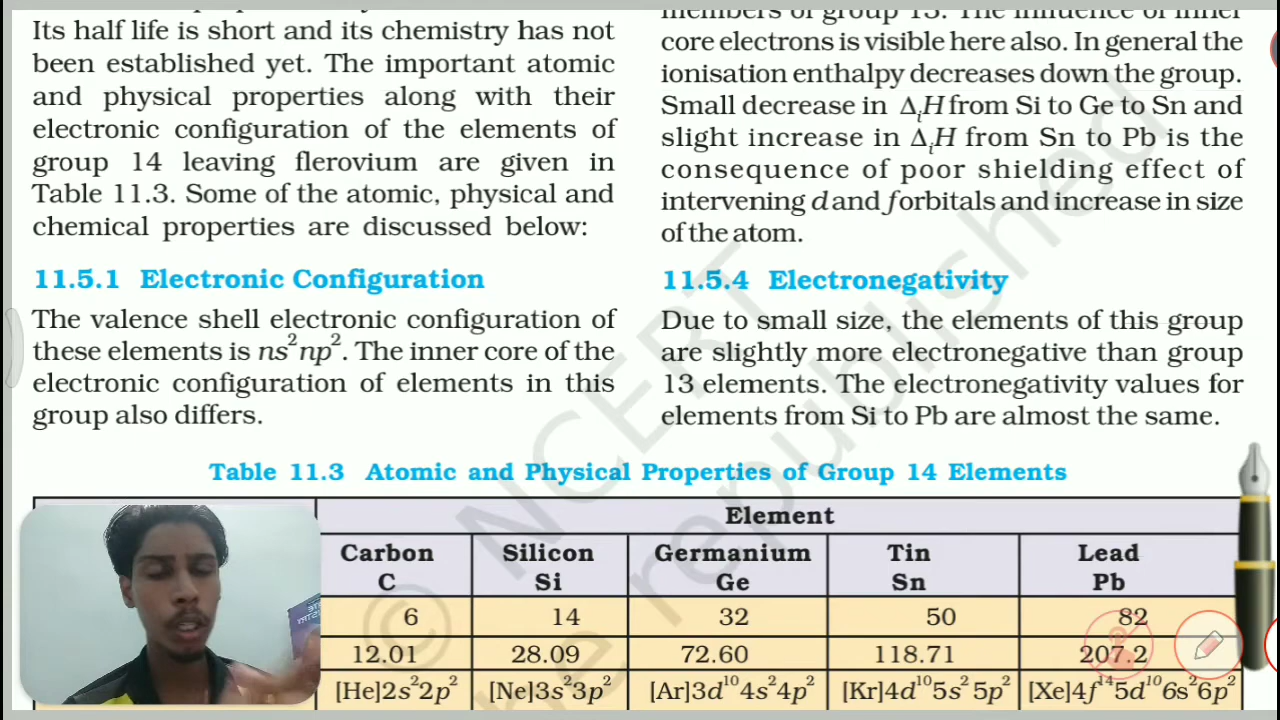 Its half life is short and its chemistry has not
been established yet. The important atomic
and physical properties along with their
electronic configuration of the elements of
group 14 leaving flerovium are given in
Table 11.3. Some of the atomic, physical and
chemical properties are discussed below:
11.5.1 Electronic Configuration
The valence shell electronic configuration of
these elements is ns²np². The inner core of the
electronic configuration of elements in this
group also differs.
members of group 13. The influence of inner
core electrons is visible here also. In general the
ionisation enthalpy decreases down the group.
Small decrease in ΔᵢH from Si to Ge to Sn and
slight increase in ΔᵢH from Sn to Pb is the
consequence of poor shielding effect of
intervening d and f orbitals and increase in size
of the atom.
11.5.4 Electronegativity
Due to small size, the elements of this group
are slightly more electronegative than group
13 elements. The electronegativity values for
elements from Si to Pb are almost the same.
Table 11.3 Atomic and Physical Properties of Group 14 Elements
Element
Carbon Silicon Germanium Tin Lead
C Si Ge Sn Pb
6 14 32 50 82
12.01 28.09 72.60 118.71 207.2
[He]2s²2p² [Ne]3s²3p² [Ar]3d¹⁰4s²4p² [Kr]4d¹⁰5s²5p² [Xe]4f¹⁴5d¹⁰6s²6p²
© NCERT
be republished